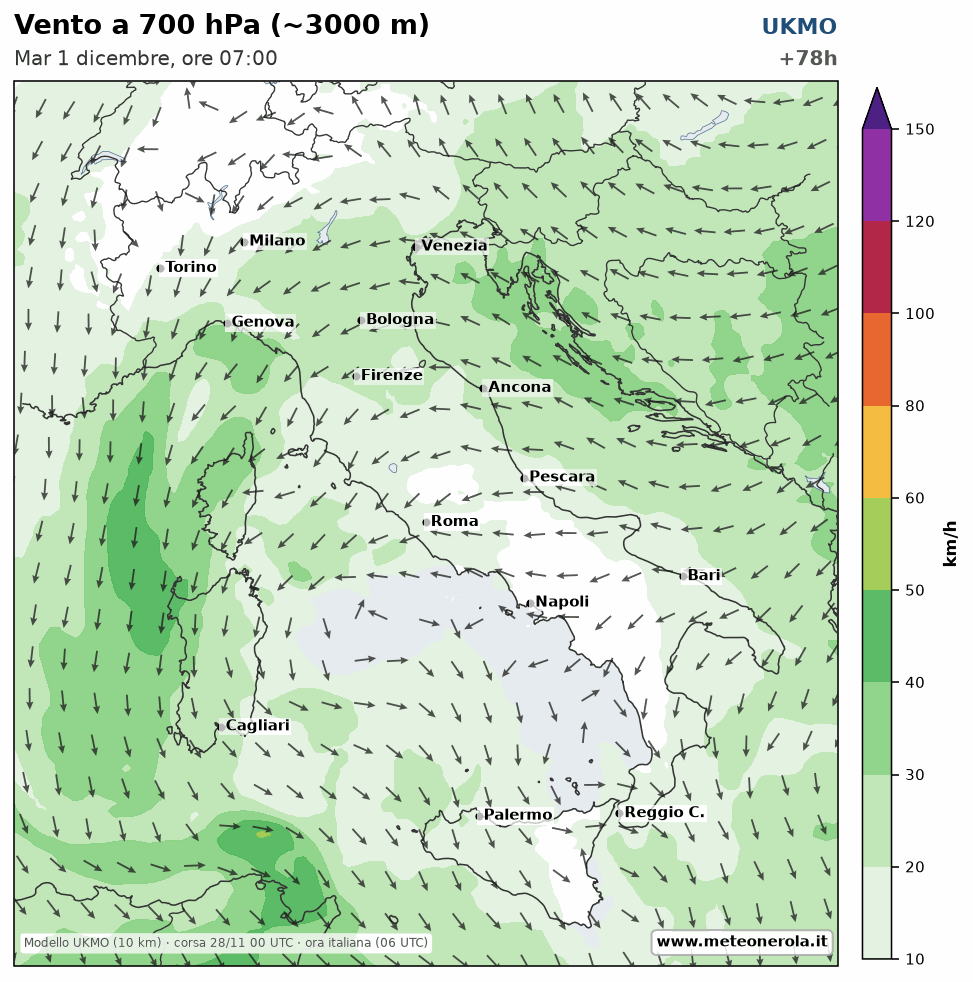 Vento a 700 hPa (~3000 m)
UKMO
Mar 1 dicembre, ore 07:00
+78h
150
120
100
80
60
50
40
30
20
10
km/h
Milano
Venezia
Torino
Genova
Bologna
Firenze
Ancona
Pescara
Roma
Bari
Napoli
Cagliari
Palermo
Reggio C.
Modello UKMO (10 km) · corsa 28/11 00 UTC · ora italiana (06 UTC)
www.meteonerola.it